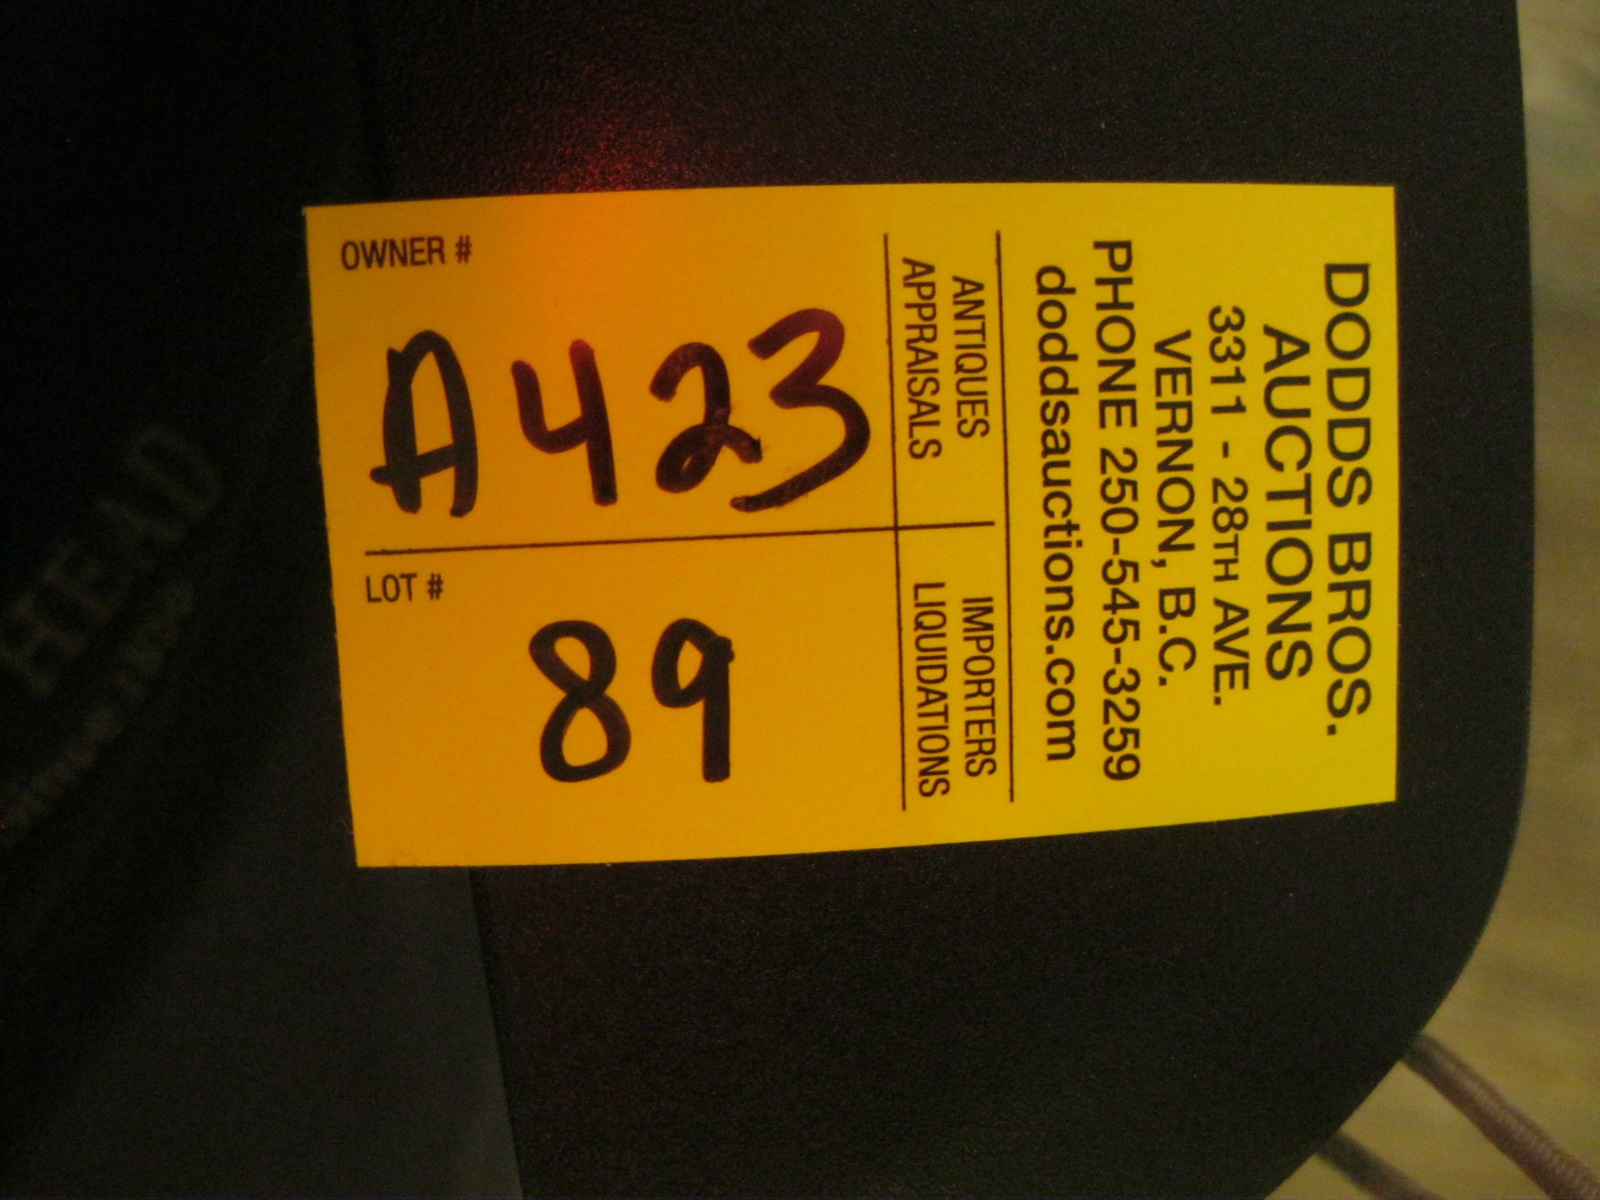 DODDS BROS.
AUCTIONS
3311 - 28TH AVE.
VERNON, B.C.
PHONE 250-545-3259
doddsauctions.com
ANTIQUES
APPRAISALS
IMPORTERS
LIQUIDATIONS
OWNER #
A423
LOT #
89
HEAD